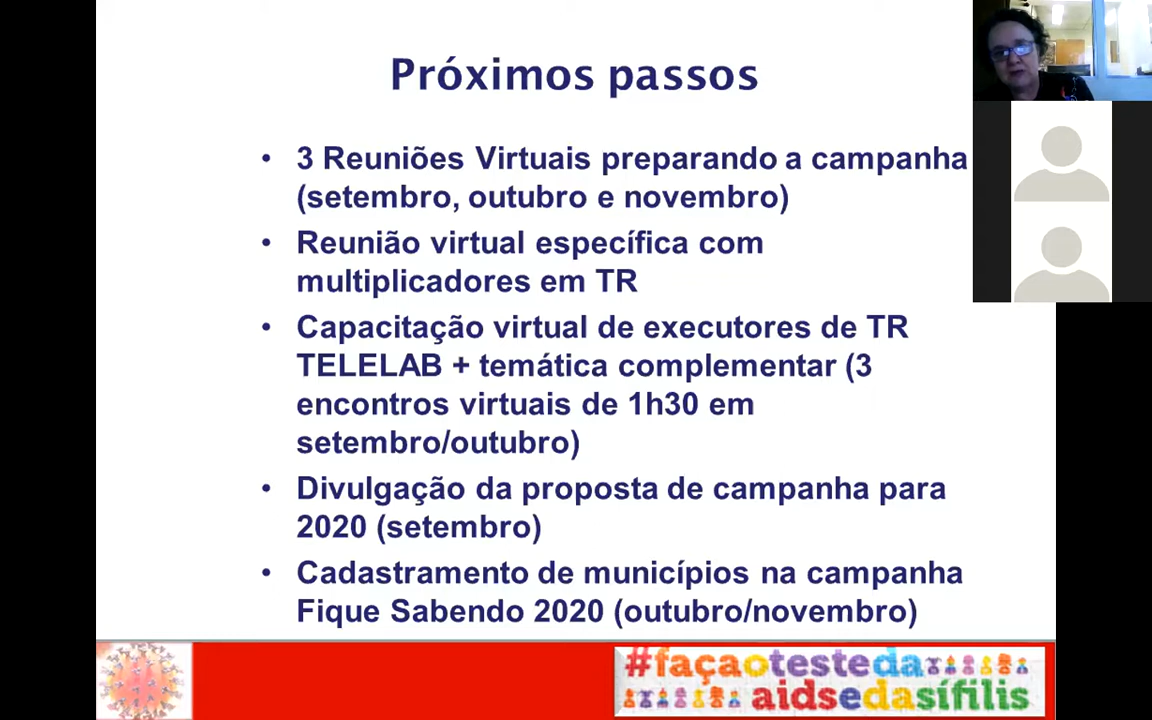 Próximos passos
• 3 Reuniões Virtuais preparando a campanha
(setembro, outubro e novembro)
• Reunião virtual específica com
multiplicadores em TR
• Capacitação virtual de executores de TR
TELELAB + temática complementar (3
encontros virtuais de 1h30 em
setembro/outubro)
• Divulgação da proposta de campanha para
2020 (setembro)
• Cadastramento de municípios na campanha
Fique Sabendo 2020 (outubro/novembro)
#façaotesteda
aidsedasífilis